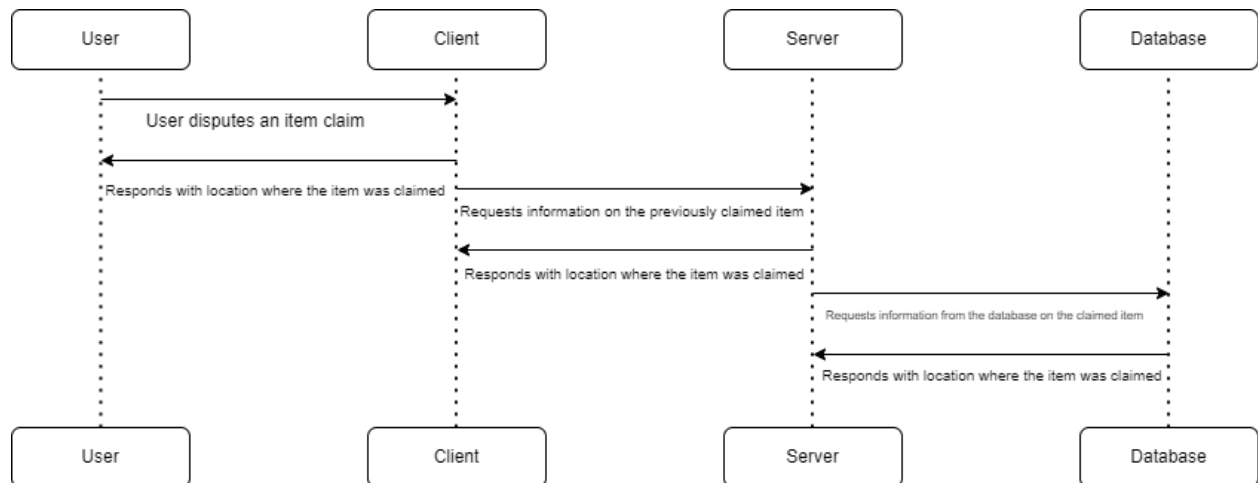 User
Client
Server
Database
User disputes an item claim
Responds with location where the item was claimed
Requests information on the previously claimed item
Responds with location where the item was claimed
Requests information from the database on the claimed item
Responds with location where the item was claimed
User
Client
Server
Database